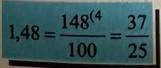 1,48 = 148⁽⁴/100 = 37/25